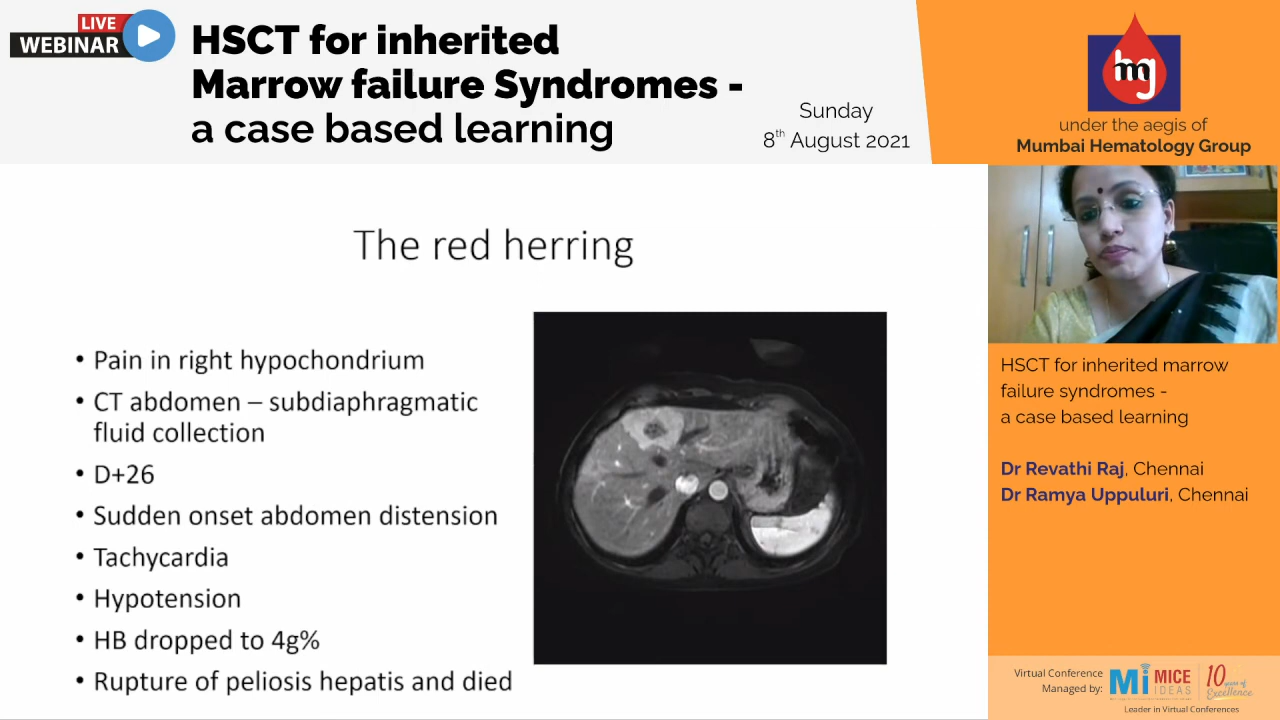 LIVE
WEBINAR
HSCT for inherited
Marrow failure Syndromes -
a case based learning
Sunday
8th August 2021
hmg
under the aegis of
Mumbai Hematology Group
The red herring
• Pain in right hypochondrium
• CT abdomen – subdiaphragmatic
fluid collection
• D+26
• Sudden onset abdomen distension
• Tachycardia
• Hypotension
• HB dropped to 4g%
• Rupture of peliosis hepatis and died
HSCT for inherited marrow
failure syndromes -
a case based learning
Dr Revathi Raj, Chennai
Dr Ramya Uppuluri, Chennai
Virtual Conference
Managed by:
Mi MICE
IDEAS
10 years of
Excellence
Leader in Virtual Conferences